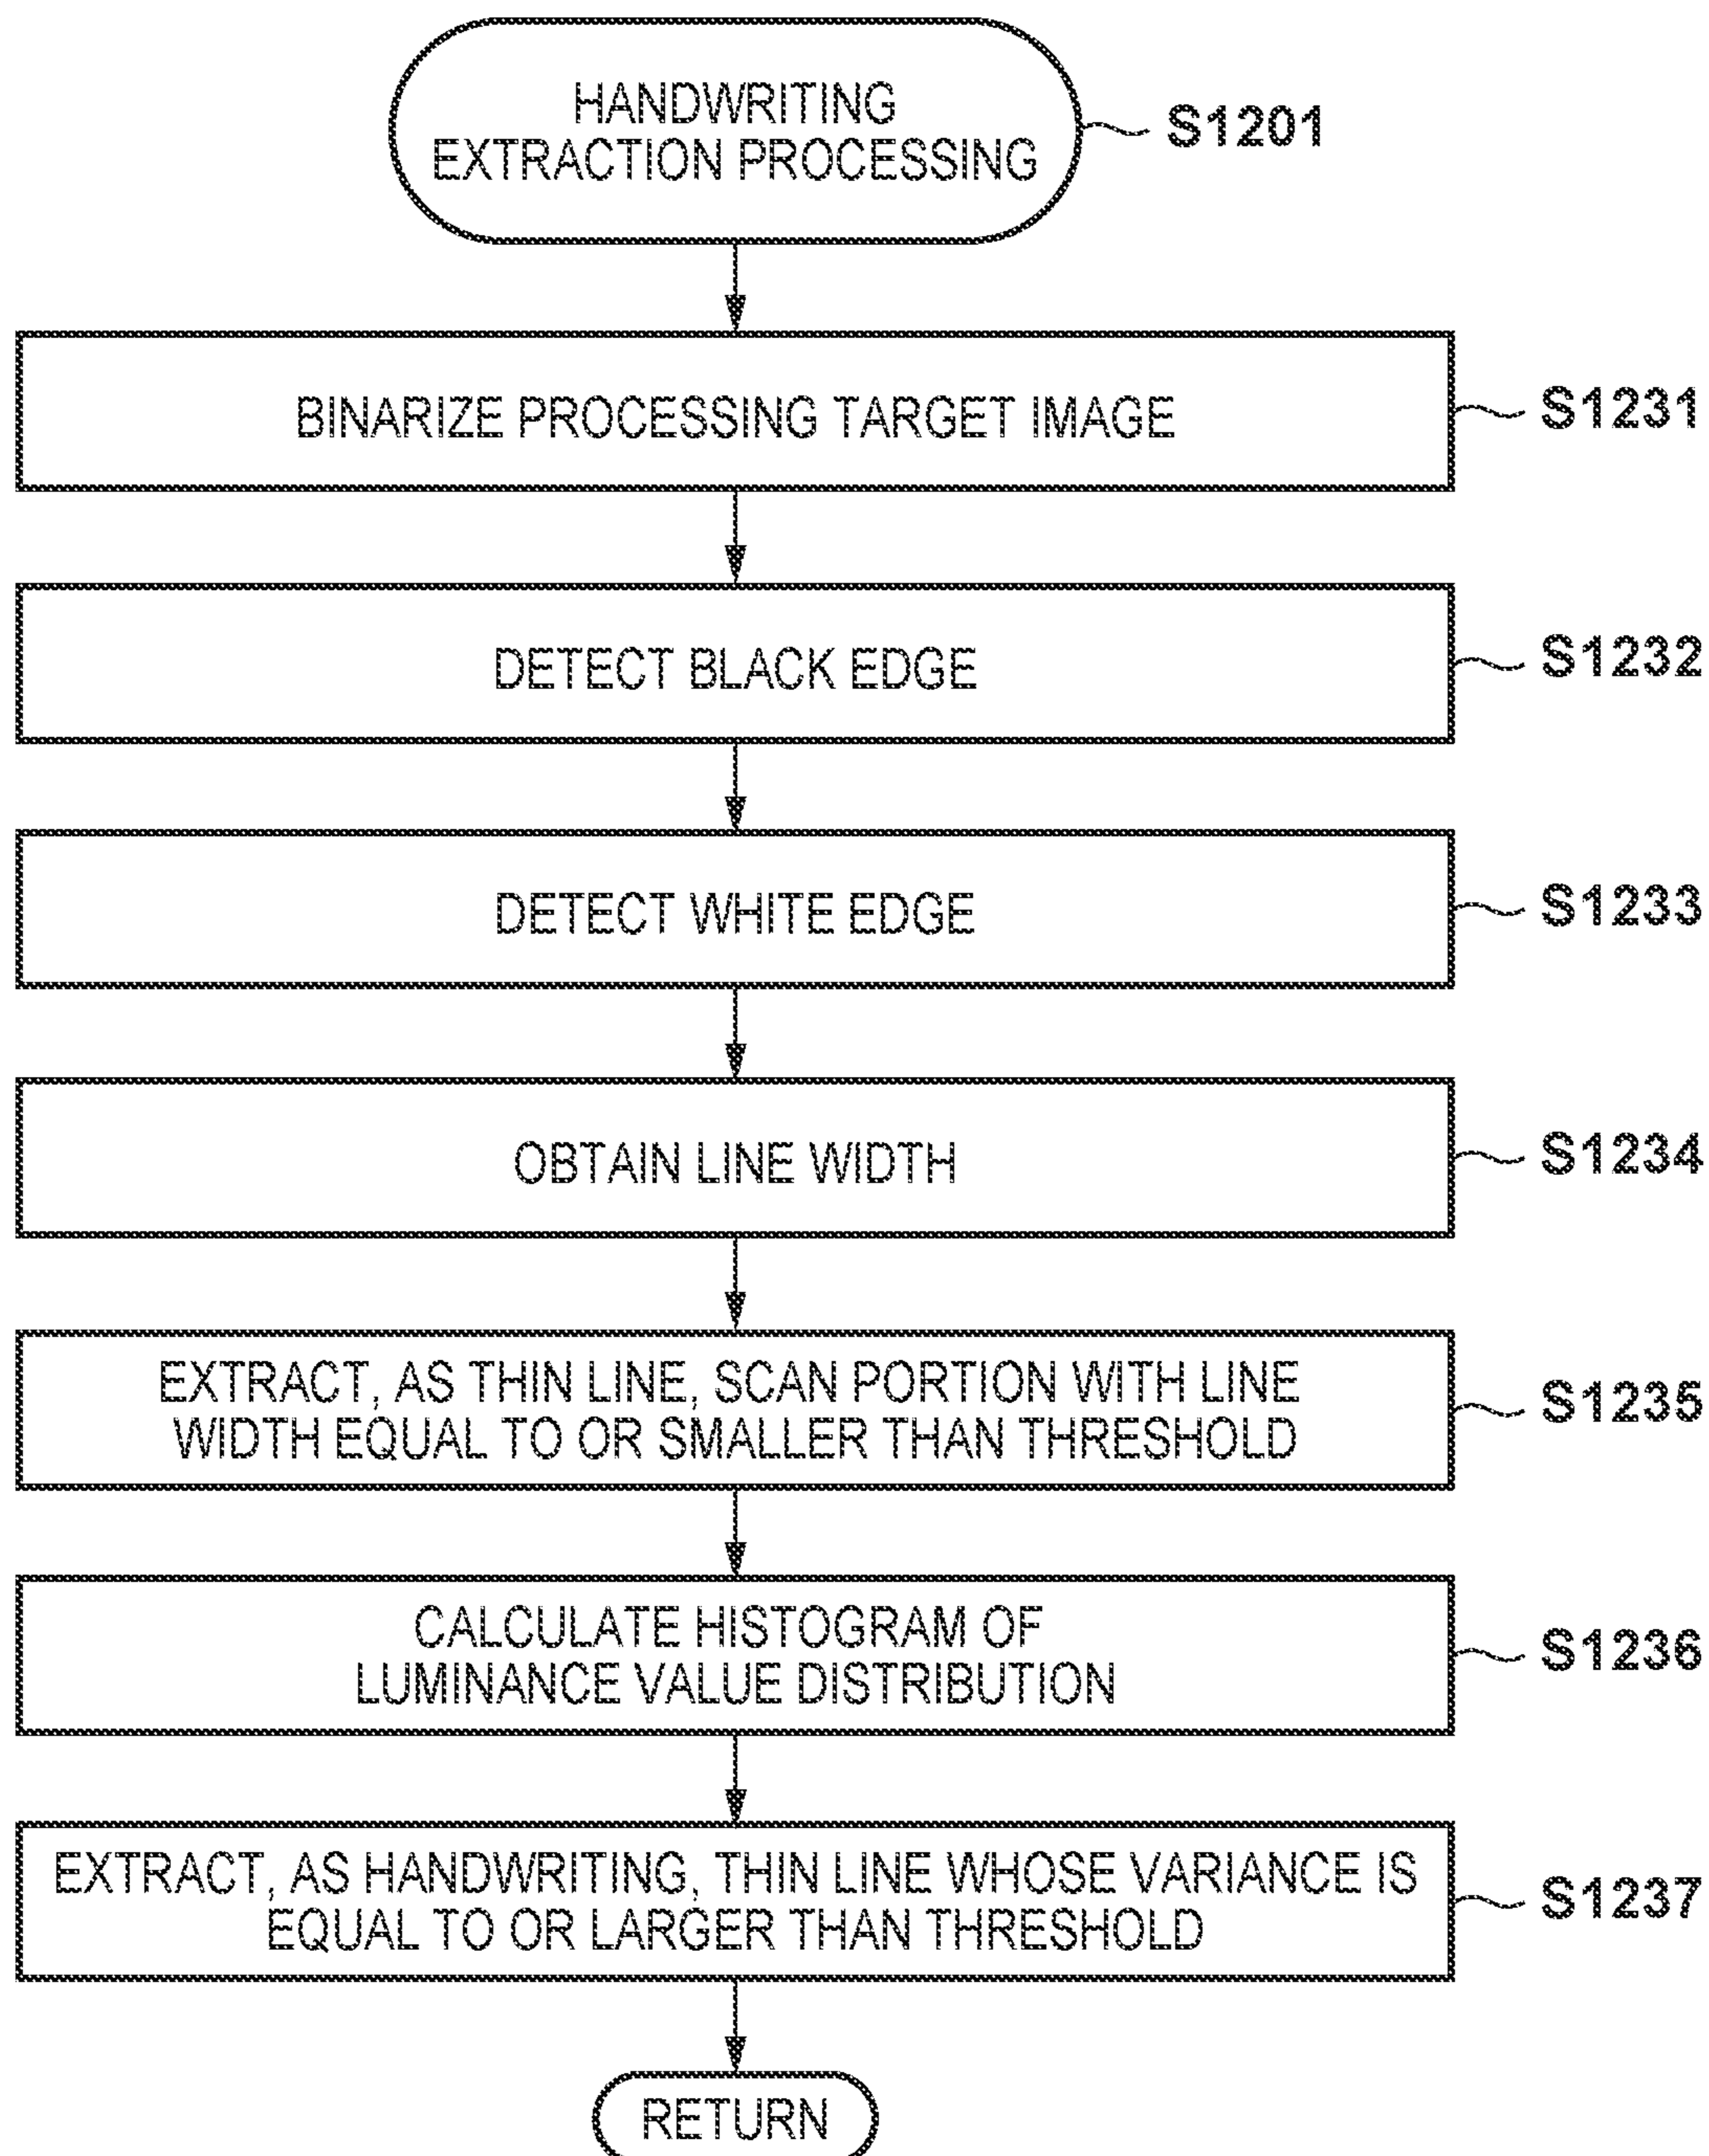 HANDWRITING
EXTRACTION PROCESSING
S1201
BINARIZE PROCESSING TARGET IMAGE
S1231
DETECT BLACK EDGE
S1232
DETECT WHITE EDGE
S1233
OBTAIN LINE WIDTH
S1234
EXTRACT, AS THIN LINE, SCAN PORTION WITH LINE
WIDTH EQUAL TO OR SMALLER THAN THRESHOLD
S1235
CALCULATE HISTOGRAM OF
LUMINANCE VALUE DISTRIBUTION
S1236
EXTRACT, AS HANDWRITING, THIN LINE WHOSE VARIANCE IS
EQUAL TO OR LARGER THAN THRESHOLD
S1237
RETURN